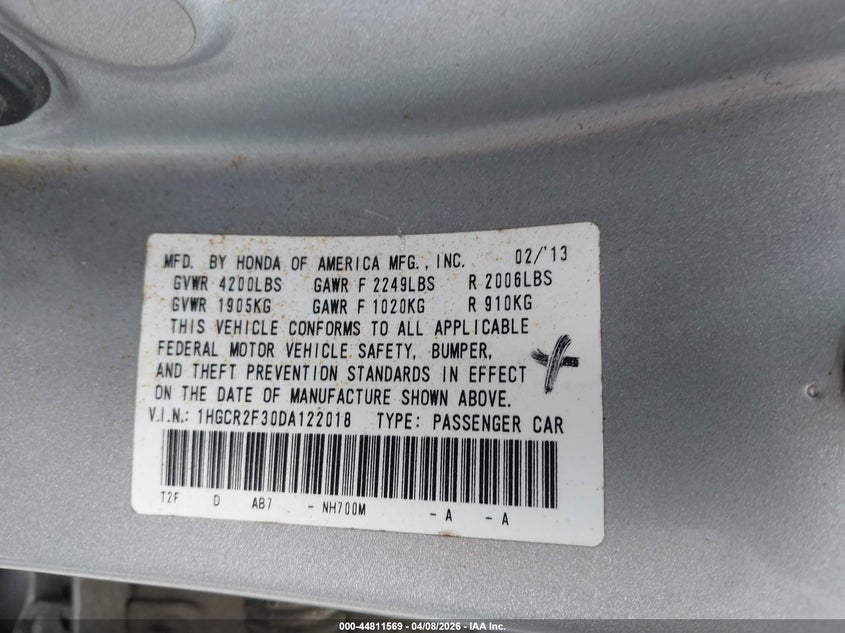 MFD. BY HONDA OF AMERICA MFG., INC. 02/'13
GVWR 4200LBS GAWR F 2249LBS R 2006LBS
GVWR 1905KG GAWR F 1020KG R 910KG
THIS VEHICLE CONFORMS TO ALL APPLICABLE
FEDERAL MOTOR VEHICLE SAFETY, BUMPER,
AND THEFT PREVENTION STANDARDS IN EFFECT
ON THE DATE OF MANUFACTURE SHOWN ABOVE.
V.I.N.: 1HGCR2F30DA122018 TYPE: PASSENGER CAR
T2F D AB7 - NH700M - A - A
000-44811569 | 04/08/2026 - IAA Inc.